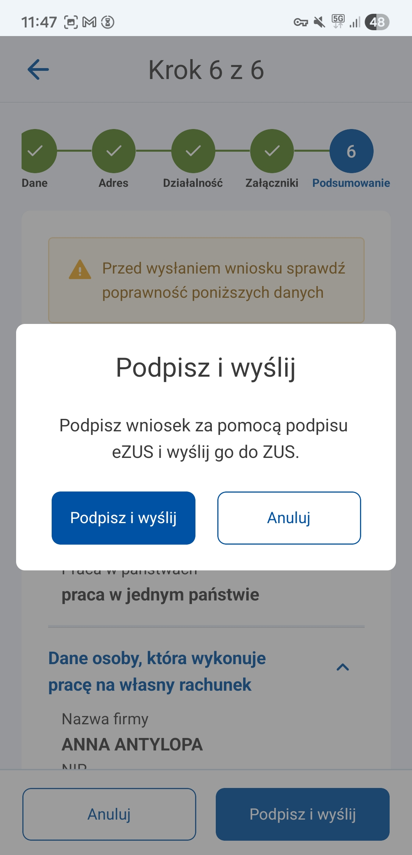 11:47
5G
48
Krok 6 z 6
6
Dane Adres Działalność Załączniki Podsumowanie
Przed wysłaniem wniosku sprawdź
poprawność poniższych danych
Podpisz i wyślij
Podpisz wniosek za pomocą podpisu
eZUS i wyślij go do ZUS.
Podpisz i wyślij Anuluj
Praca w państwach
praca w jednym państwie
Dane osoby, która wykonuje
pracę na własny rachunek
Nazwa firmy
ANNA ANTYLOPA
NIP
Anuluj Podpisz i wyślij